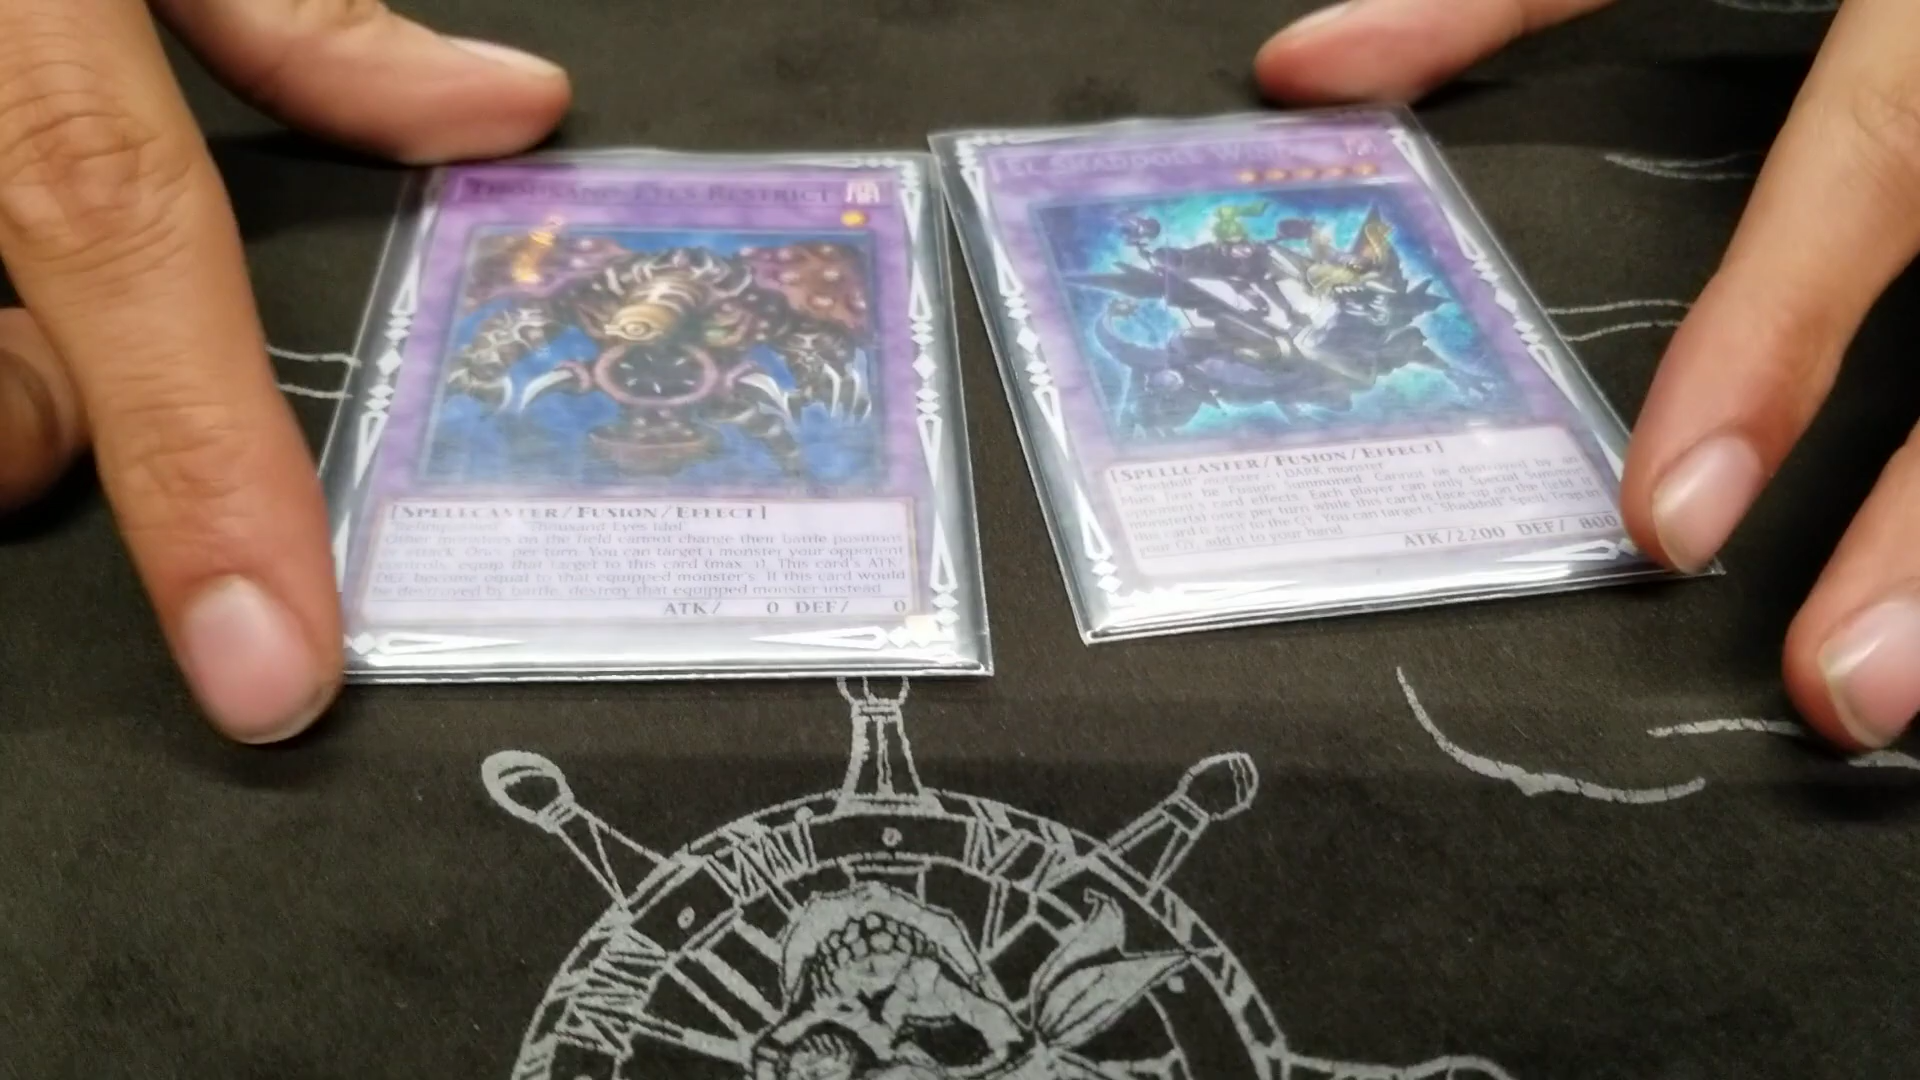 THOUSAND-EYES RESTRICT
[SPELLCASTER/FUSION/EFFECT]
"Relinquished" + "Thousand-Eyes Idol"
Other monsters on the field cannot change their battle positions
or attack. Once per turn: You can target 1 monster your opponent
controls; equip that target to this card (max. 1). This card's ATK/
DEF become equal to that equipped monster's. If this card would
be destroyed by battle, destroy that equipped monster instead.
ATK/ 0 DEF/ 0
EL SHADDOLL
[SPELLCASTER/FUSION/EFFECT]
1 "Shaddoll" monster + 1 DARK monster
Must first be Fusion Summoned. Cannot be destroyed by an
opponent's card effects. Each player can only Special Summon
monster(s) once per turn while this card is face-up on the field. If
this card is sent to the GY: You can target 1 "Shaddoll" Spell/Trap in
your GY; add it to your hand.
ATK/2200 DEF/ 800